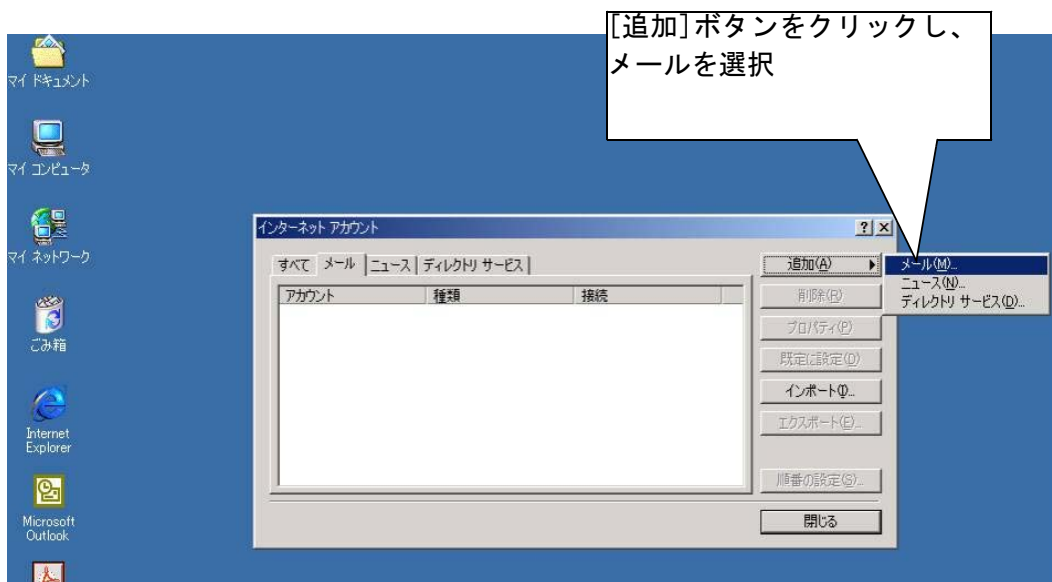 [追加]ボタンをクリックし、
メールを選択
マイ ドキュメント
マイ コンピュータ
マイ ネットワーク
ごみ箱
Internet
Explorer
Microsoft
Outlook
インターネット アカウント
すべて メール ニュース ディレクトリ サービス
アカウント 種類 接続
追加(A)
削除(R)
プロパティ(P)
既定に設定(D)
インポート(I)...
エクスポート(E)...
順番の設定(S)...
閉じる
メール(M)...
ニュース(N)...
ディレクトリ サービス(D)...